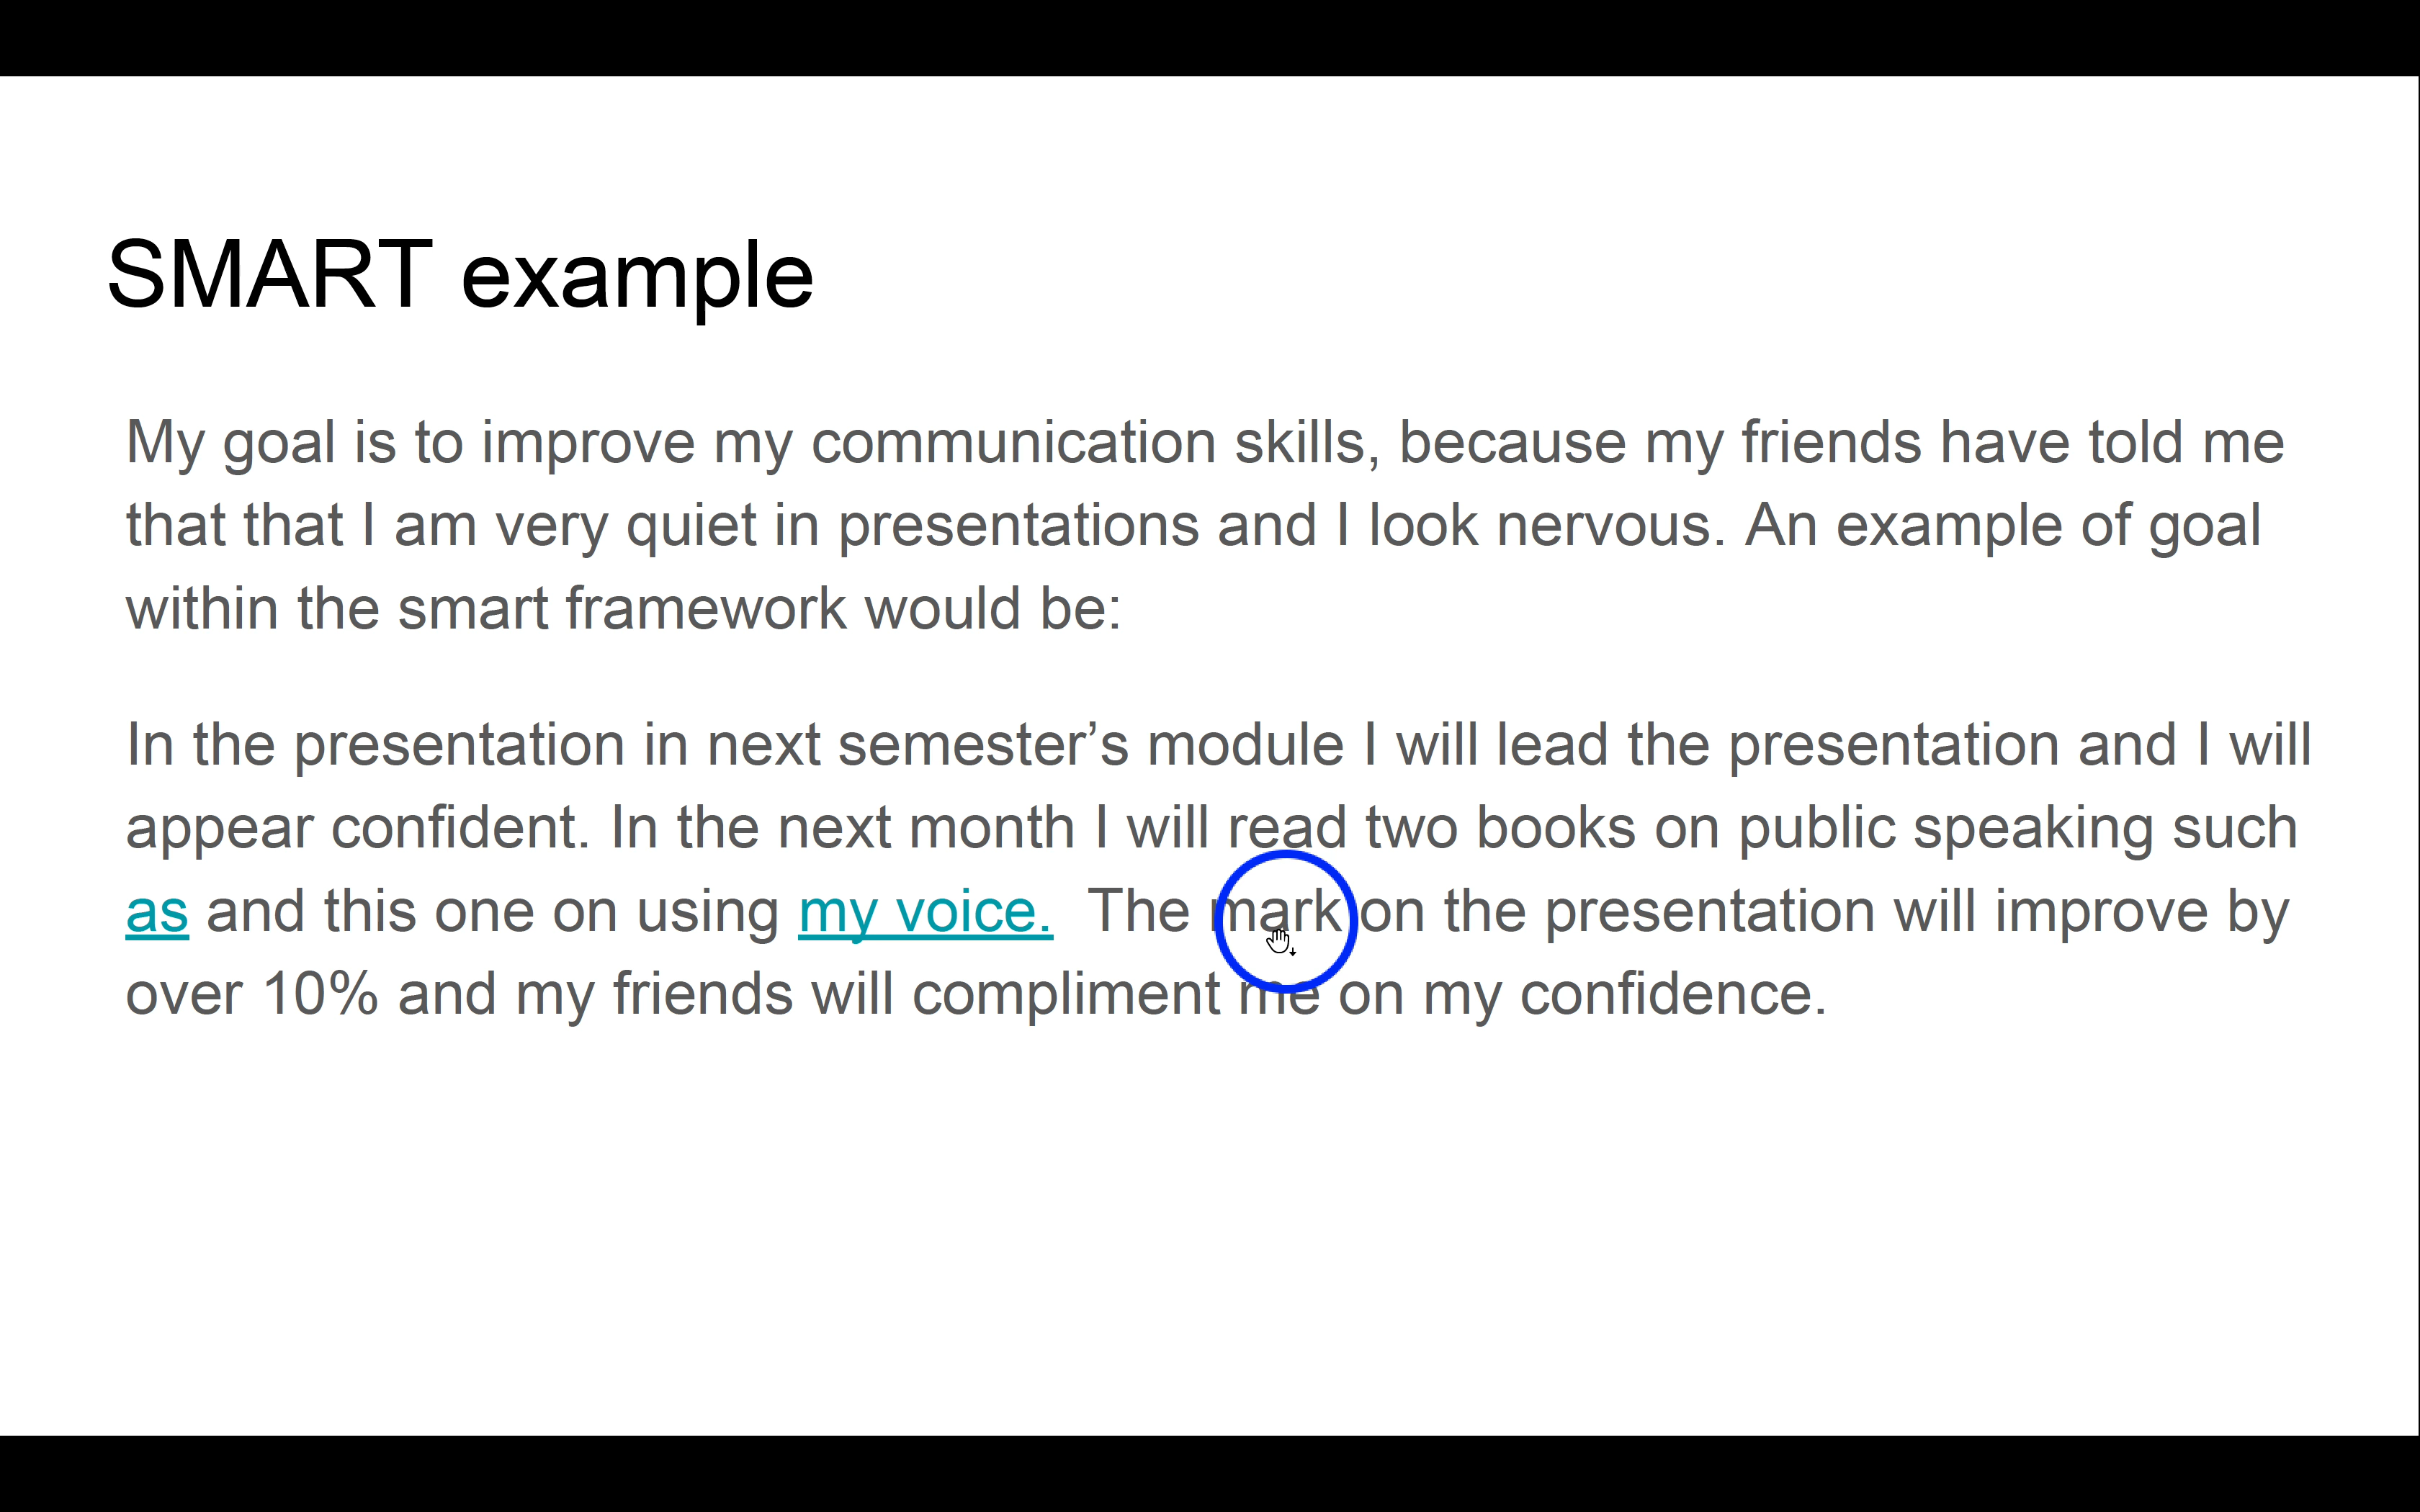 SMART example
My goal is to improve my communication skills, because my friends have told me
that that I am very quiet in presentations and I look nervous. An example of goal
within the smart framework would be:
In the presentation in next semester’s module I will lead the presentation and I will
appear confident. In the next month I will read two books on public speaking such
as and this one on using my voice.  The mark on the presentation will improve by
over 10% and my friends will compliment me on my confidence.